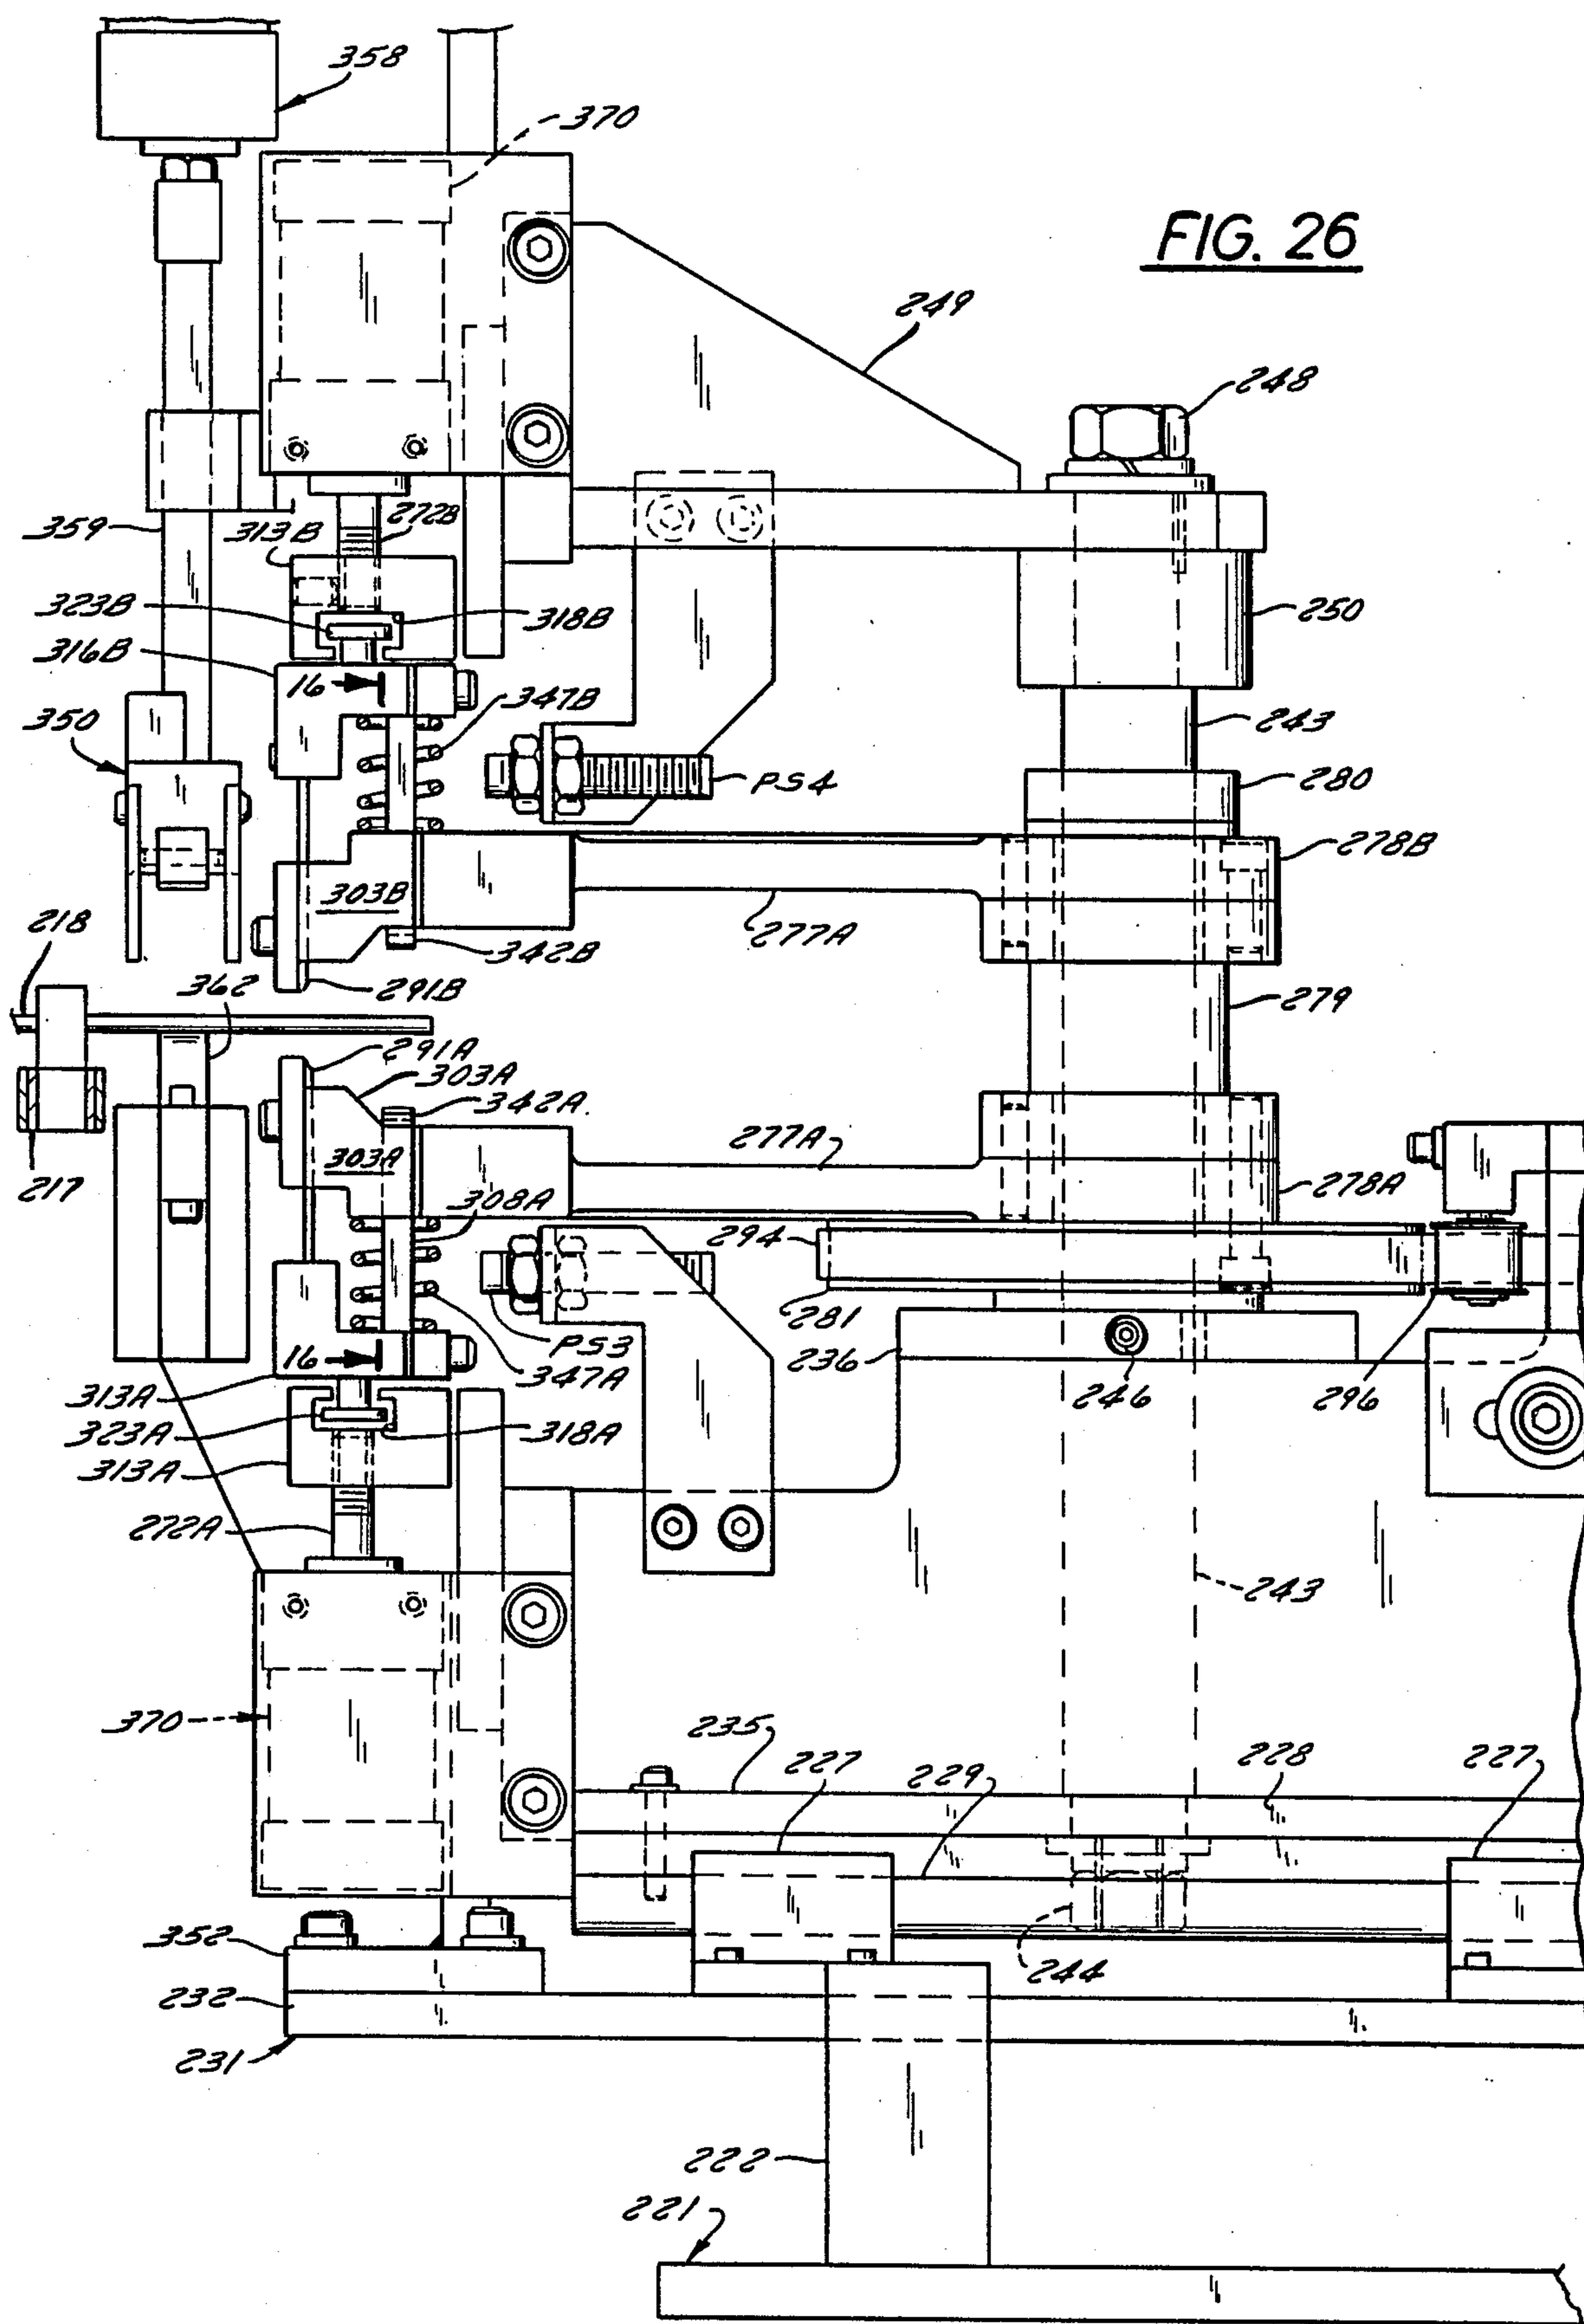 358
370
FIG. 26
249
248
359
313B
272B
323B
318B
250
316B
16
347B
243
350
PS4
280
278B
303B
277A
218
342B
362
291B
279
291A
303A
342A
277A
303A
217
308A
278A
294
281
PS3
236
16
347A
246
296
313A
323A
318A
313A
272A
243
370
235
227
229
228
227
352
244
232
231
222
221